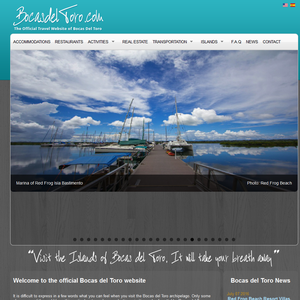 BocasdelToro.com
The Official Travel Website of Bocas Del Toro
ACCOMMODATIONS RESTAURANTS ACTIVITIES REAL ESTATE TRANSPORTATION ISLANDS F.A.Q. NEWS CONTACT
Marina of Red Frog Isla Bastimento Photo: Red Frog Beach
"Visit the Islands of Bocas del Toro. It will take your breath away"
Welcome to the official Bocas del Toro website
Bocas del Toro News
It is difficult to express in a few words what you can feel when you visit the Bocas del Toro archipelago. Only some
Red Frog Beach Resort Villas